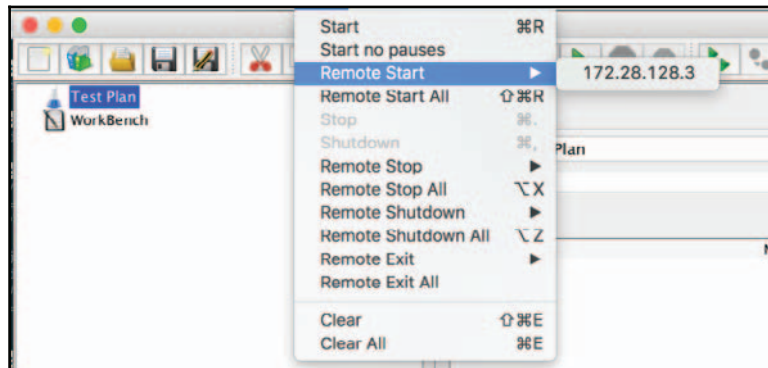 Start ⌘R
Start no pauses
Remote Start ▶
172.28.128.3
Remote Start All ⇧⌘R
Stop ⌘.
Shutdown ⌘,
Remote Stop ▶
Remote Stop All ⌥X
Remote Shutdown ▶
Remote Shutdown All ⌥Z
Remote Exit ▶
Remote Exit All
Clear ⇧⌘E
Clear All ⌘E
Test Plan
WorkBench
Plan